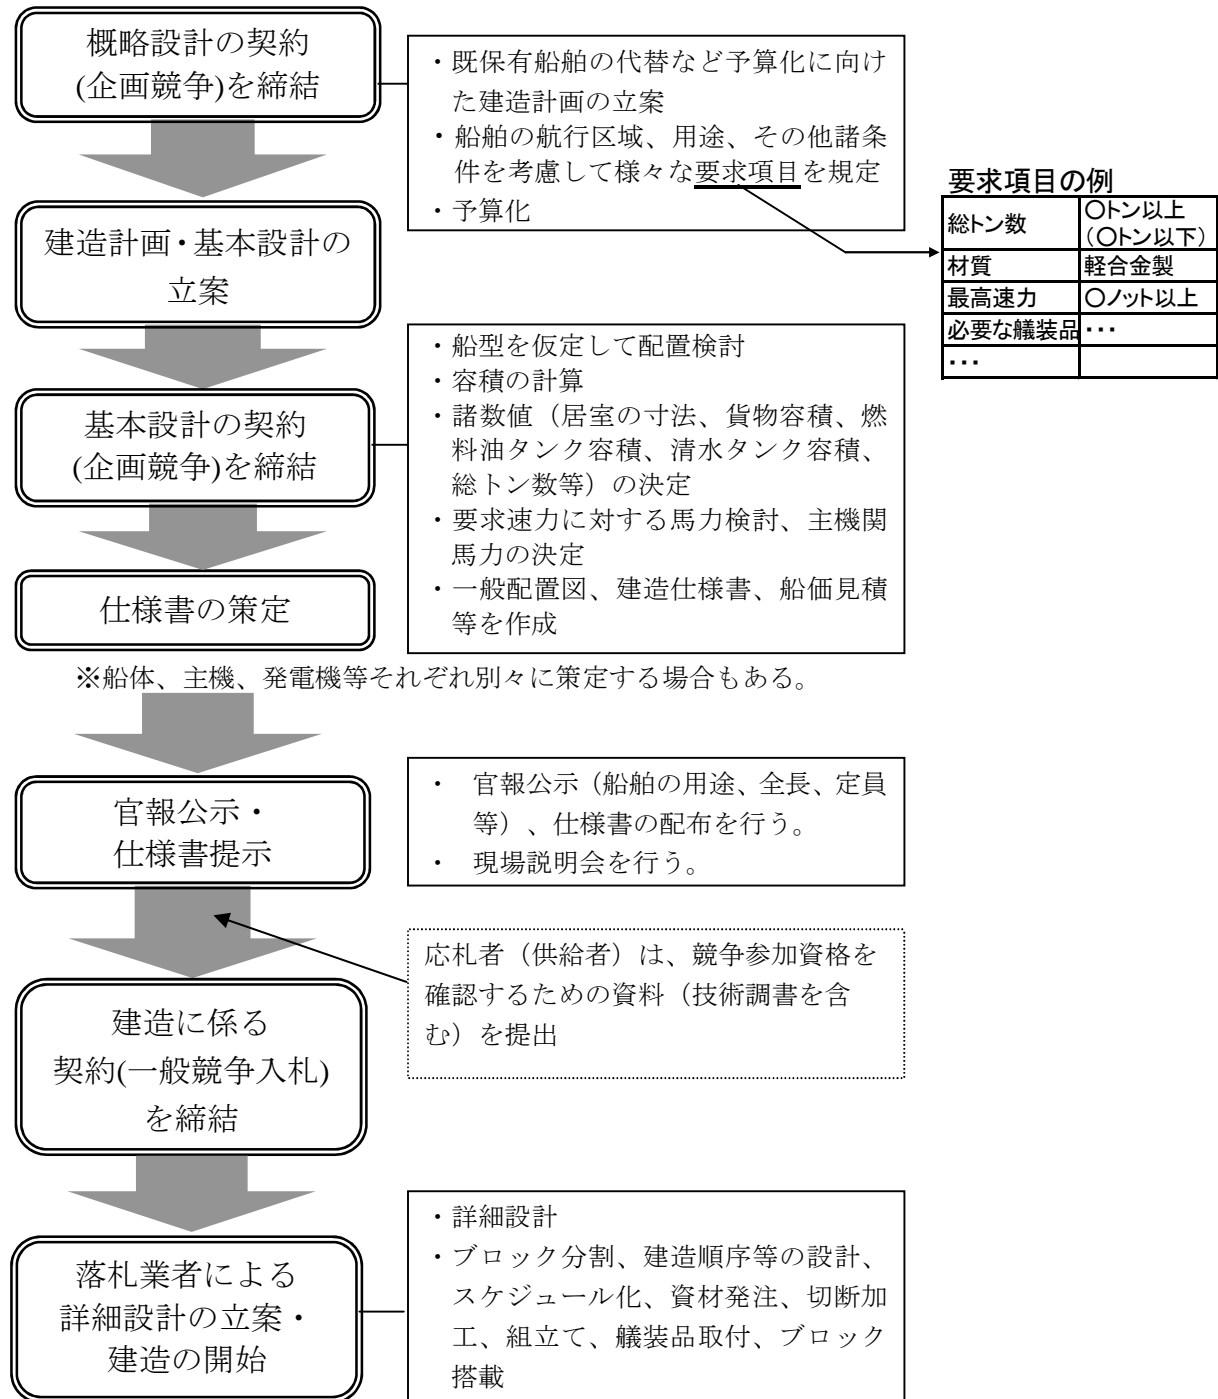 概略設計の契約
(企画競争)を締結
・既保有船舶の代替など予算化に向け
た建造計画の立案
・船舶の航行区域、用途、その他諸条
件を考慮して様々な要求項目を規定
・予算化
要求項目の例
総トン数 〇トン以上
（〇トン以下）
材質 軽合金製
最高速力 〇ノット以上
必要な艤装品 ・・・
・・・
建造計画・基本設計の
立案
・船型を仮定して配置検討
・容積の計算
・諸数値（居室の寸法、貨物容積、燃
料油タンク容積、清水タンク容積、
総トン数等）の決定
・要求速力に対する馬力検討、主機関
馬力の決定
・一般配置図、建造仕様書、船価見積
等を作成
基本設計の契約
(企画競争)を締結
仕様書の策定
※船体、主機、発電機等それぞれ別々に策定する場合もある。
官報公示・
仕様書提示
・ 官報公示（船舶の用途、全長、定員
等）、仕様書の配布を行う。
・ 現場説明会を行う。
応札者（供給者）は、競争参加資格を
確認するための資料（技術調書を含
む）を提出
建造に係る
契約(一般競争入札)
を締結
落札業者による
詳細設計の立案・
建造の開始
・詳細設計
・ブロック分割、建造順序等の設計、
スケジュール化、資材発注、切断加
工、組立て、艤装品取付、ブロック
搭載